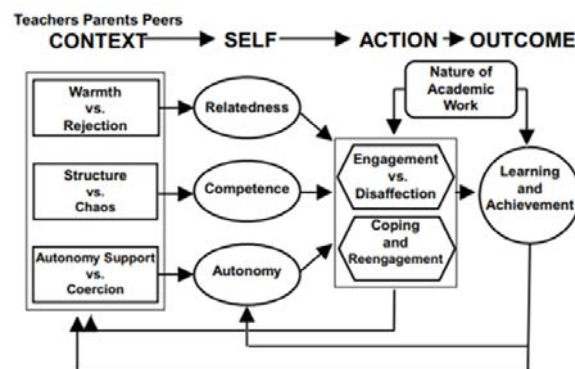 Teachers Parents Peers
CONTEXT SELF ACTION OUTCOME
Nature of
Academic
Work
Warmth
vs.
Rejection
Relatedness
Engagement
vs.
Disaffection
Learning
and
Achievement
Structure
vs.
Chaos
Competence
Coping
and
Reengagement
Autonomy Support
vs.
Coercion
Autonomy